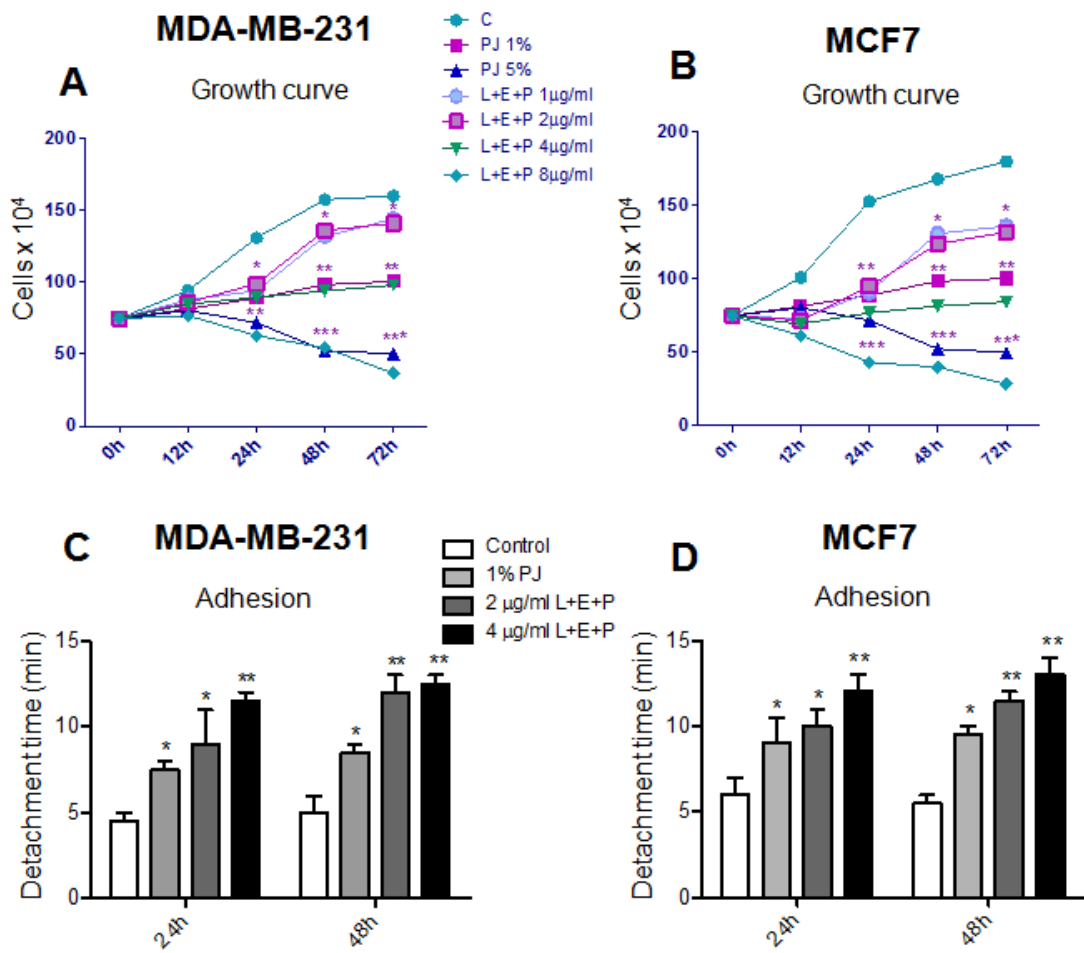 MDA-MB-231
C
PJ 1%
PJ 5%
L+E+P 1μg/ml
L+E+P 2μg/ml
L+E+P 4μg/ml
L+E+P 8μg/ml
MCF7
A
Growth curve
B
Growth curve
Cells x 10⁴
200
150
100
50
0
* *
* ** **
** *** ***
0h 12h 24h 48h 72h
Cells x 10⁴
200
150
100
50
0
* *
** ** **
*** *** ***
0h 12h 24h 48h 72h
C
MDA-MB-231
Adhesion
Control
1% PJ
2 μg/ml L+E+P
4 μg/ml L+E+P
D
MCF7
Adhesion
Detachment time (min)
15
10
5
0
* * ** * ** **
24h 48h
Detachment time (min)
15
10
5
0
* * ** * ** **
24h 48h